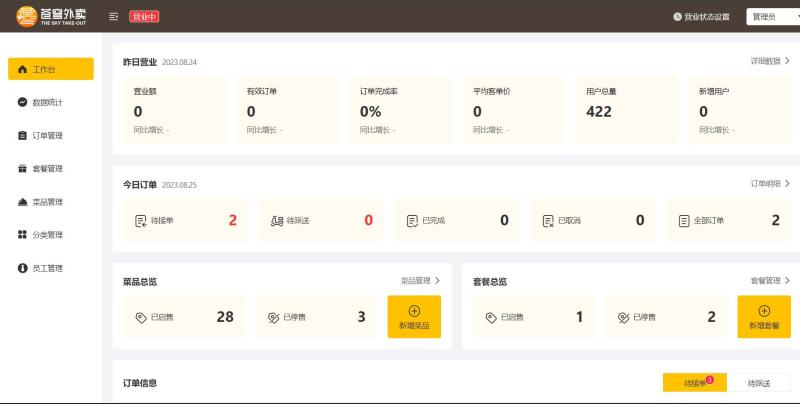 苍穹外卖
THE SKY TAKE-OUT
营业中
营业状态设置
管理员
工作台
数据统计
订单管理
套餐管理
菜品管理
分类管理
员工管理
昨日营业 2023.08.24
详细数据
营业额
0
同比增长 -
有效订单
0
同比增长 -
订单完成率
0%
同比增长 -
平均客单价
0
同比增长 -
用户总量
422
新增用户
0
同比增长 -
今日订单 2023.08.25
订单明细
待接单 2
待派送 0
已完成 0
已取消 0
全部订单 2
菜品总览
菜品管理
已启售 28
已停售 3
新增菜品
套餐总览
套餐管理
已启售 1
已停售 2
新增套餐
订单信息
待接单
待派送